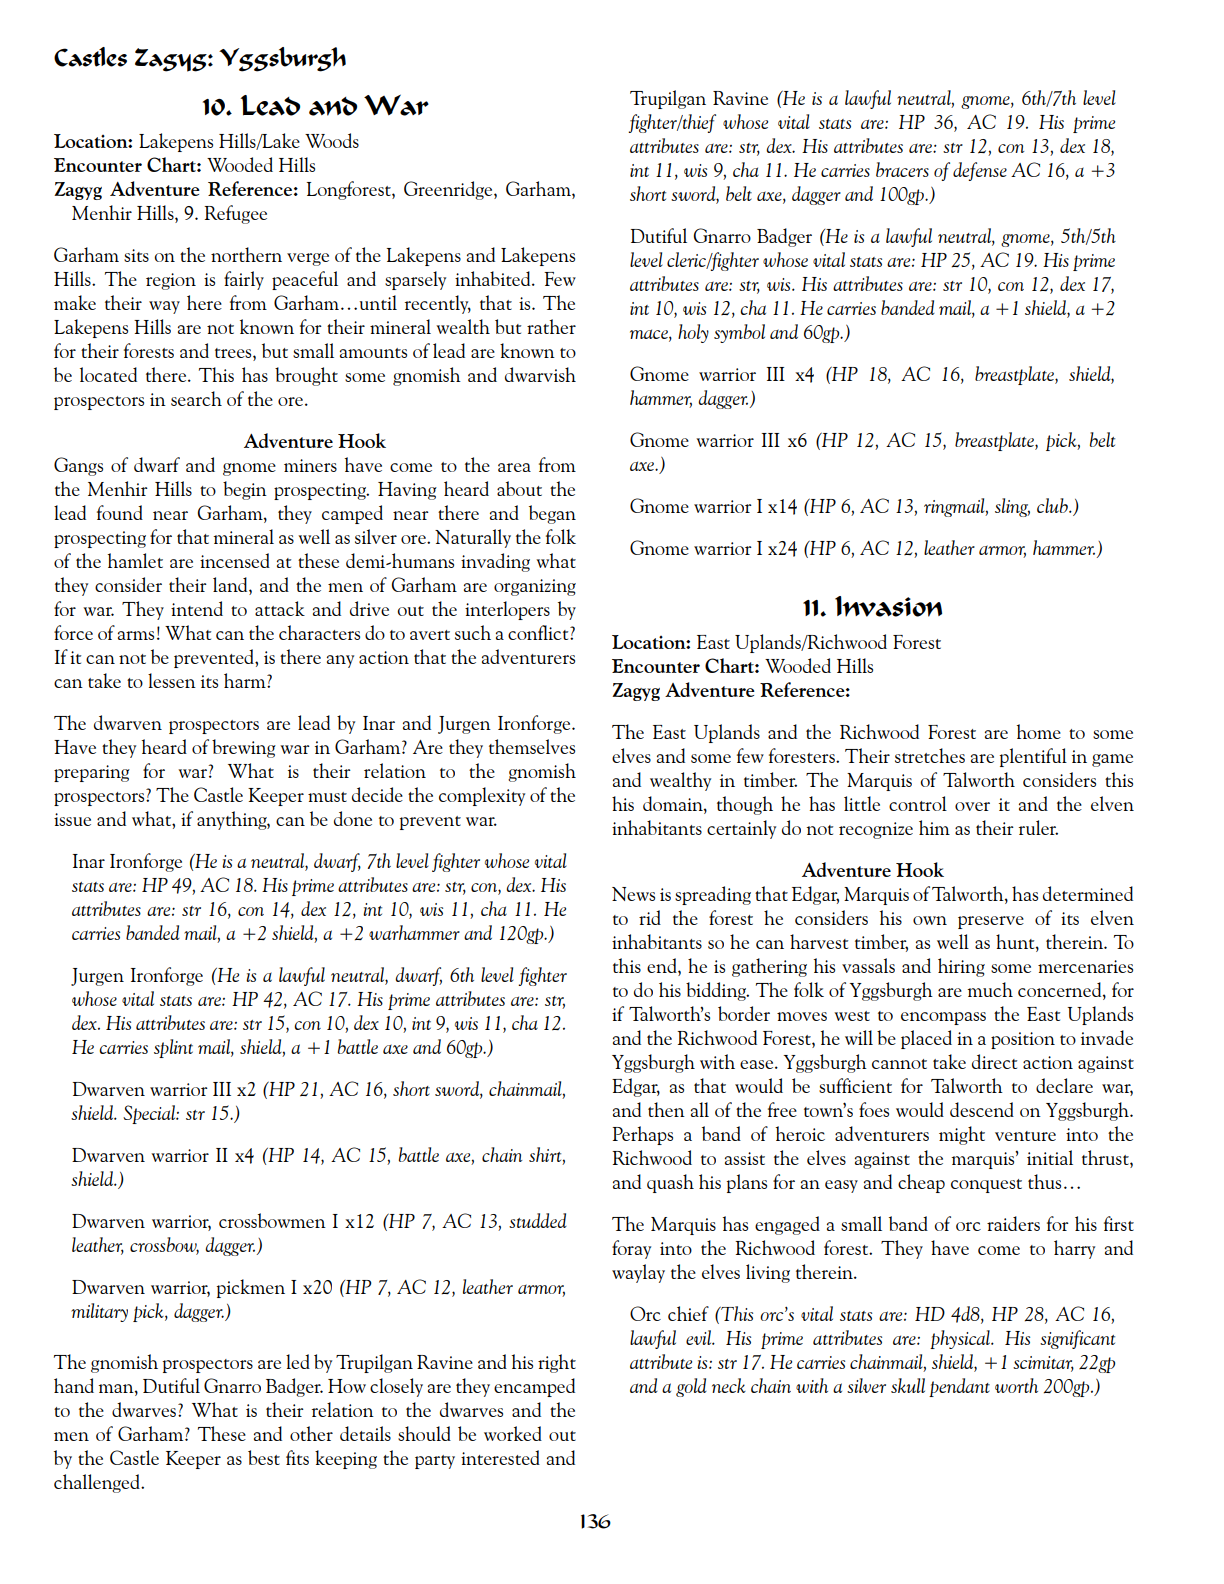 Castles Zagyg: Yggsburgh
10. Lead and War
Location: Lakepens Hills/Lake Woods
Encounter Chart: Wooded Hills
Zagyg Adventure Reference: Longforest, Greenridge, Garham,
Menhir Hills, 9. Refugee
Garham sits on the northern verge of the Lakepens and Lakepens
Hills. The region is fairly peaceful and sparsely inhabited. Few
make their way here from Garham…until recently, that is. The
Lakepens Hills are not known for their mineral wealth but rather
for their forests and trees, but small amounts of lead are known to
be located there. This has brought some gnomish and dwarvish
prospectors in search of the ore.
Adventure Hook
Gangs of dwarf and gnome miners have come to the area from
the Menhir Hills to begin prospecting. Having heard about the
lead found near Garham, they camped near there and began
prospecting for that mineral as well as silver ore. Naturally the folk
of the hamlet are incensed at these demi-humans invading what
they consider their land, and the men of Garham are organizing
for war. They intend to attack and drive out the interlopers by
force of arms! What can the characters do to avert such a conflict?
If it can not be prevented, is there any action that the adventurers
can take to lessen its harm?
The dwarven prospectors are lead by Inar and Jurgen Ironforge.
Have they heard of brewing war in Garham? Are they themselves
preparing for war? What is their relation to the gnomish
prospectors? The Castle Keeper must decide the complexity of the
issue and what, if anything, can be done to prevent war.
Inar Ironforge (He is a neutral, dwarf, 7th level fighter whose vital
stats are: HP 49, AC 18. His prime attributes are: str, con, dex. His
attributes are: str 16, con 14, dex 12, int 10, wis 11, cha 11. He
carries banded mail, a +2 shield, a +2 warhammer and 120gp.)
Jurgen Ironforge (He is a lawful neutral, dwarf, 6th level fighter
whose vital stats are: HP 42, AC 17. His prime attributes are: str,
dex. His attributes are: str 15, con 10, dex 10, int 9, wis 11, cha 12.
He carries splint mail, shield, a +1 battle axe and 60gp.)
Dwarven warrior III x2 (HP 21, AC 16, short sword, chainmail,
shield. Special: str 15.)
Dwarven warrior II x4 (HP 14, AC 15, battle axe, chain shirt,
shield.)
Dwarven warrior, crossbowmen I x12 (HP 7, AC 13, studded
leather, crossbow, dagger.)
Dwarven warrior, pickmen I x20 (HP 7, AC 12, leather armor,
military pick, dagger.)
The gnomish prospectors are led by Trupilgan Ravine and his right
hand man, Dutiful Gnarro Badger. How closely are they encamped
to the dwarves? What is their relation to the dwarves and the
men of Garham? These and other details should be worked out
by the Castle Keeper as best fits keeping the party interested and
challenged.
Trupilgan Ravine (He is a lawful neutral, gnome, 6th/7th level
fighter/thief whose vital stats are: HP 36, AC 19. His prime
attributes are: str, dex. His attributes are: str 12, con 13, dex 18,
int 11, wis 9, cha 11. He carries bracers of defense AC 16, a +3
short sword, belt axe, dagger and 100gp.)
Dutiful Gnarro Badger (He is a lawful neutral, gnome, 5th/5th
level cleric/fighter whose vital stats are: HP 25, AC 19. His prime
attributes are: str, wis. His attributes are: str 10, con 12, dex 17,
int 10, wis 12, cha 11. He carries banded mail, a +1 shield, a +2
mace, holy symbol and 60gp.)
Gnome warrior III x4 (HP 18, AC 16, breastplate, shield,
hammer, dagger.)
Gnome warrior III x6 (HP 12, AC 15, breastplate, pick, belt
axe.)
Gnome warrior I x14 (HP 6, AC 13, ringmail, sling, club.)
Gnome warrior I x24 (HP 6, AC 12, leather armor, hammer.)
11. Invasion
Location: East Uplands/Richwood Forest
Encounter Chart: Wooded Hills
Zagyg Adventure Reference:
The East Uplands and the Richwood Forest are home to some
elves and some few foresters. Their stretches are plentiful in game
and wealthy in timber. The Marquis of Talworth considers this
his domain, though he has little control over it and the elven
inhabitants certainly do not recognize him as their ruler.
Adventure Hook
News is spreading that Edgar, Marquis of Talworth, has determined
to rid the forest he considers his own preserve of its elven
inhabitants so he can harvest timber, as well as hunt, therein. To
this end, he is gathering his vassals and hiring some mercenaries
to do his bidding. The folk of Yggsburgh are much concerned, for
if Talworth's border moves west to encompass the East Uplands
and the Richwood Forest, he will be placed in a position to invade
Yggsburgh with ease. Yggsburgh cannot take direct action against
Edgar, as that would be sufficient for Talworth to declare war,
and then all of the free town's foes would descend on Yggsburgh.
Perhaps a band of heroic adventurers might venture into the
Richwood to assist the elves against the marquis' initial thrust,
and quash his plans for an easy and cheap conquest thus…
The Marquis has engaged a small band of orc raiders for his first
foray into the Richwood forest. They have come to harry and
waylay the elves living therein.
Orc chief (This orc's vital stats are: HD 4d8, HP 28, AC 16,
lawful evil. His prime attributes are: physical. His significant
attribute is: str 17. He carries chainmail, shield, +1 scimitar, 22gp
and a gold neck chain with a silver skull pendant worth 200gp.)
136